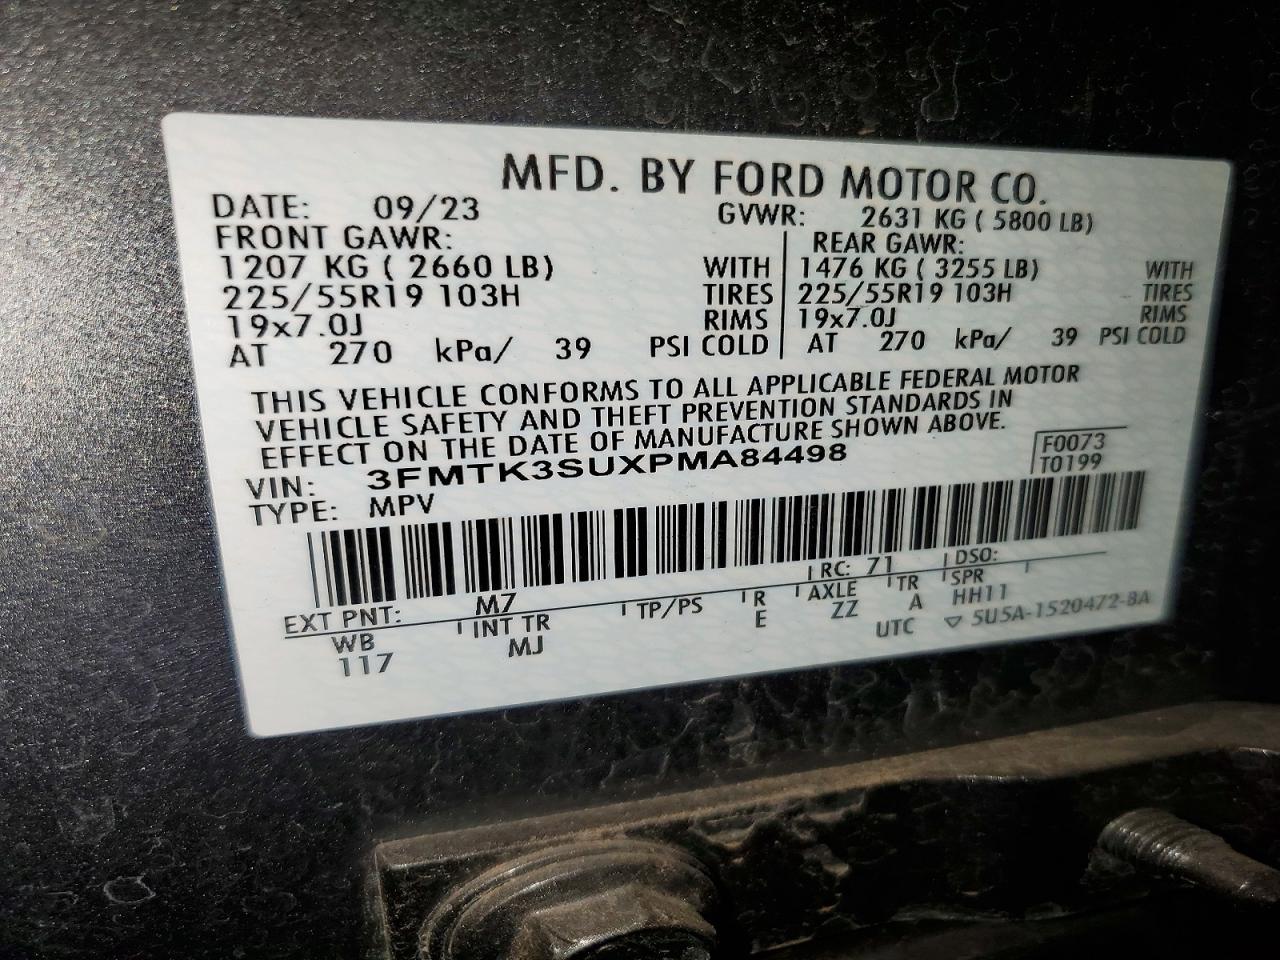 MFD. BY FORD MOTOR CO.
DATE: 09/23 GVWR: 2631 KG ( 5800 LB)
FRONT GAWR: REAR GAWR:
1207 KG ( 2660 LB) WITH 1476 KG ( 3255 LB) WITH
225/55R19 103H TIRES 225/55R19 103H TIRES
19x7.0J RIMS 19x7.0J RIMS
AT 270 kPa/ 39 PSI COLD AT 270 kPa/ 39 PSI COLD
THIS VEHICLE CONFORMS TO ALL APPLICABLE FEDERAL MOTOR
VEHICLE SAFETY AND THEFT PREVENTION STANDARDS IN
EFFECT ON THE DATE OF MANUFACTURE SHOWN ABOVE.
VIN: 3FMTK3SUXPMA84498 F0073
TYPE: MPV T0199
EXT PNT: M7 RC: 71 DSO:
WB INT TR TP/PS R AXLE TR SPR
117 MJ E ZZ A HH11
UTC ▽ 5U5A-1520472-BA